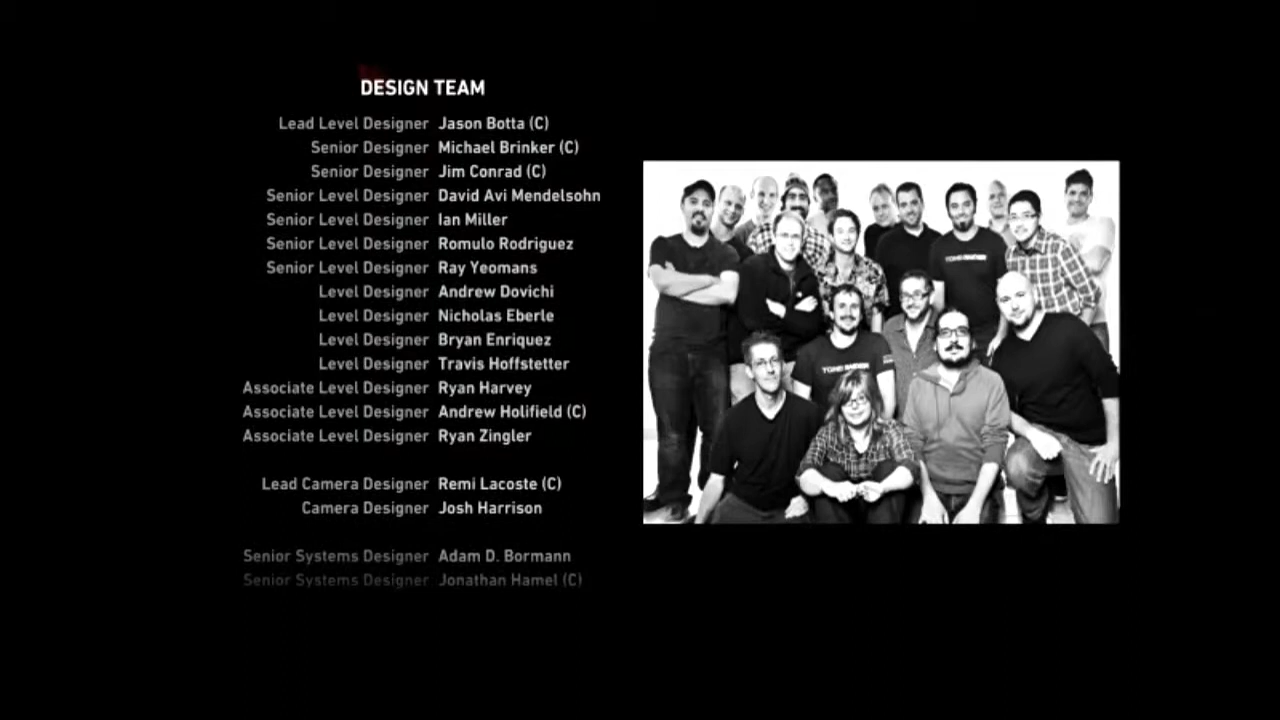 DESIGN TEAM
Lead Level Designer Jason Botta (C)
Senior Designer Michael Brinker (C)
Senior Designer Jim Conrad (C)
Senior Level Designer David Avi Mendelsohn
Senior Level Designer Ian Miller
Senior Level Designer Romulo Rodriguez
Senior Level Designer Ray Yeomans
Level Designer Andrew Dovichi
Level Designer Nicholas Eberle
Level Designer Bryan Enriquez
Level Designer Travis Hoffstetter
Associate Level Designer Ryan Harvey
Associate Level Designer Andrew Holifield (C)
Associate Level Designer Ryan Zingler
Lead Camera Designer Remi Lacoste (C)
Camera Designer Josh Harrison
Senior Systems Designer Adam D. Bormann
Senior Systems Designer Jonathan Hamel (C)
TOMB RAIDER
TOMB RAIDER